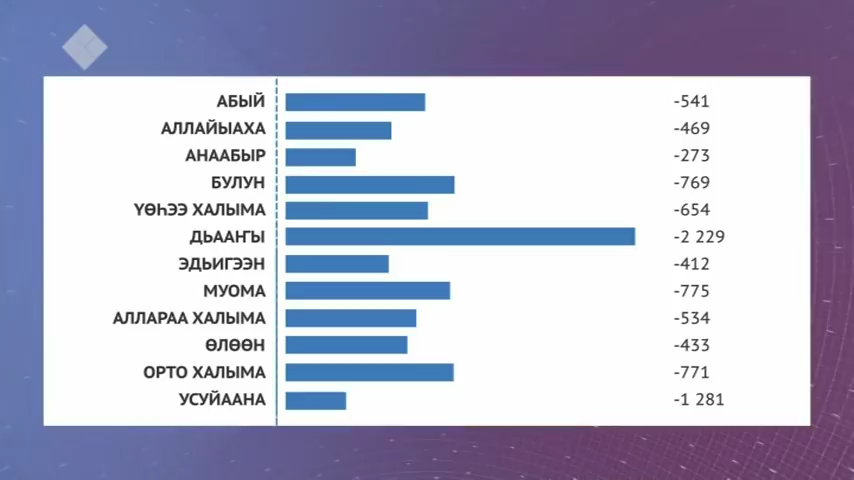 АБЫЙ -541
АЛЛАЙЫАХА -469
АНААБЫР -273
БУЛУН -769
ҮӨҺЭЭ ХАЛЫМА -654
ДЬААҤЫ -2 229
ЭДЬИГЭЭН -412
МУОМА -775
АЛЛАРАА ХАЛЫМА -534
ӨЛӨӨН -433
ОРТО ХАЛЫМА -771
УСУЙААНА -1 281